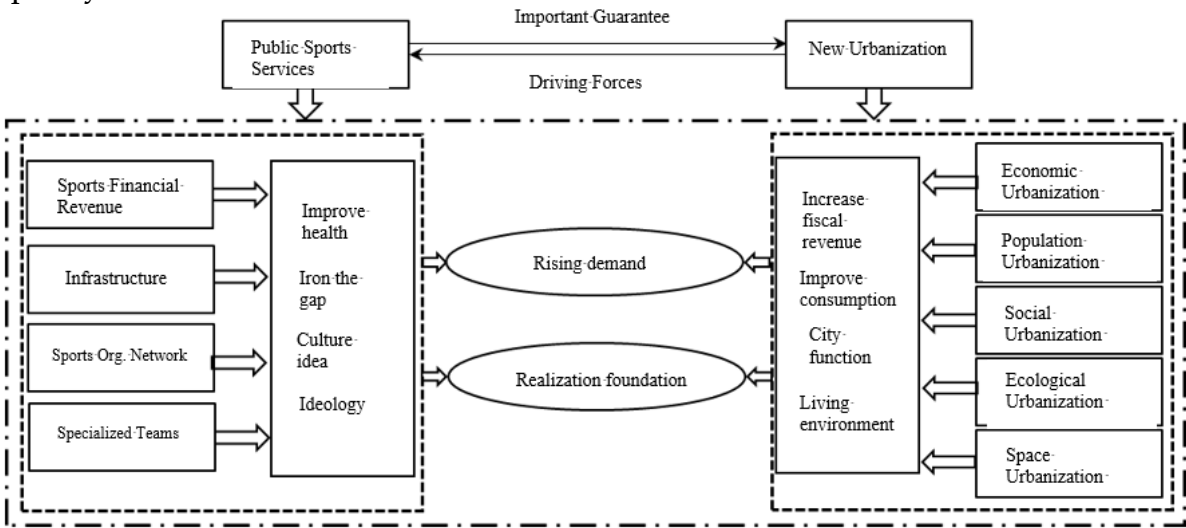 Important Guarantee
Public Sports
Services
New Urbanization
Driving Forces
Sports Financial
Revenue
Infrastructure
Sports Org. Network
Specialized Teams
Improve
health
Iron the
gap
Culture
idea
Ideology
Rising demand
Realization foundation
Increase
fiscal
revenue
Improve
consumption
City
function
Living
environment
Economic
Urbanization
Population
Urbanization
Social
Urbanization
Ecological
Urbanization
Space
Urbanization